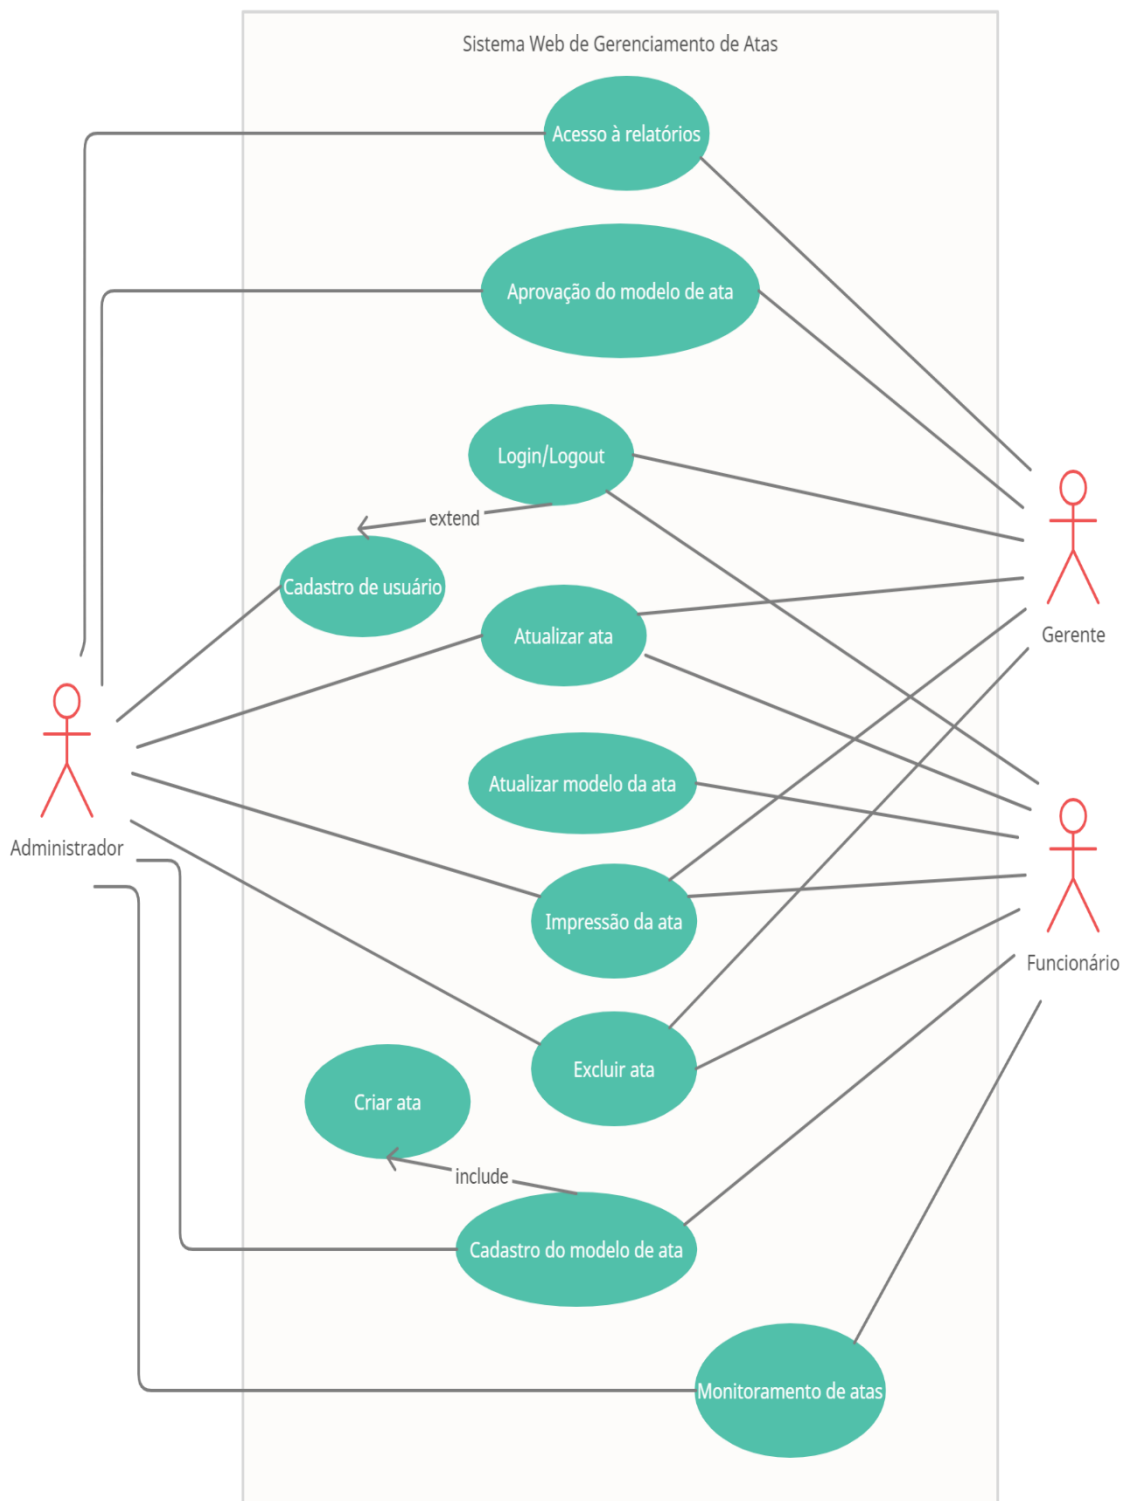 Sistema Web de Gerenciamento de Atas
Acesso à relatórios
Aprovação do modelo de ata
Login/Logout
extend
Cadastro de usuário
Atualizar ata
Gerente
Atualizar modelo da ata
Administrador
Impressão da ata
Funcionário
Excluir ata
Criar ata
include
Cadastro do modelo de ata
Monitoramento de atas